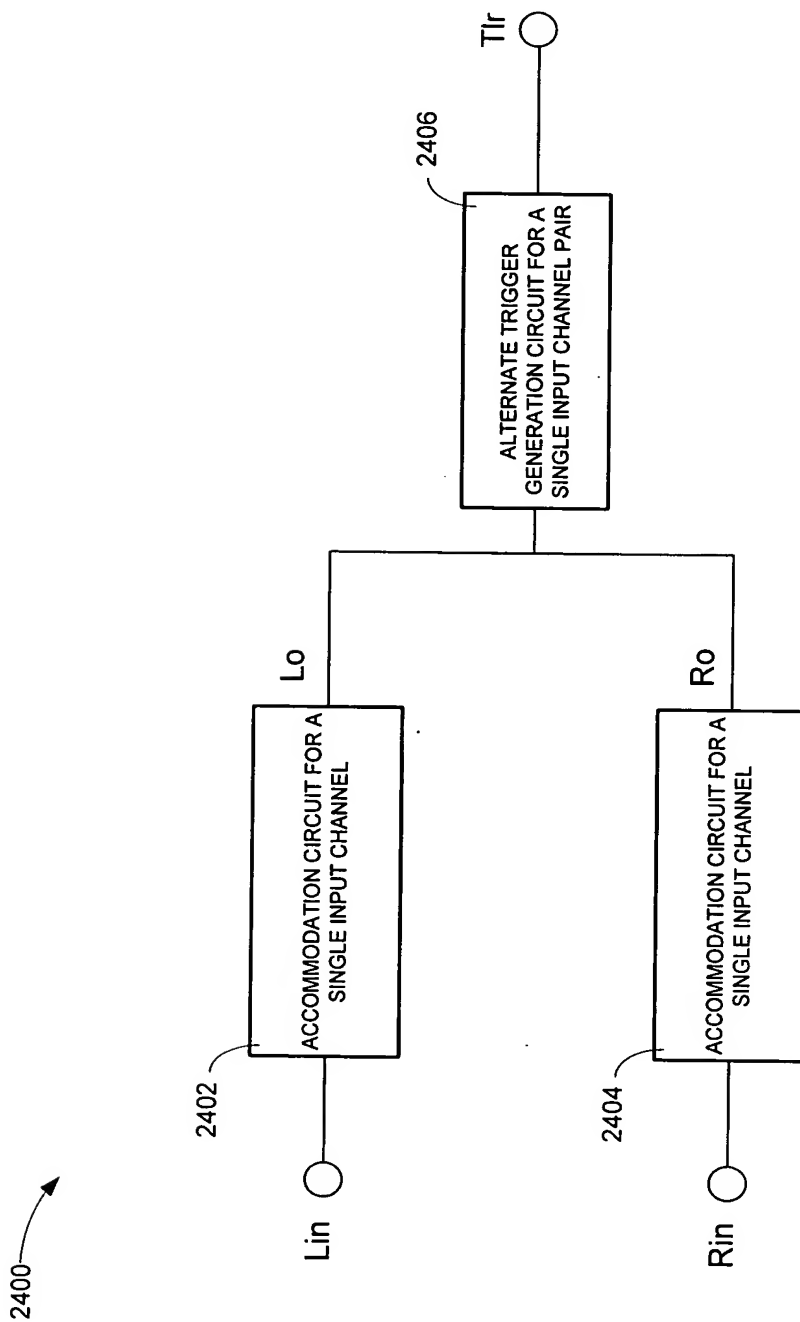 2400
Lin
2402
ACCOMMODATION CIRCUIT FOR A
SINGLE INPUT CHANNEL
Lo
Rin
2404
ACCOMMODATION CIRCUIT FOR A
SINGLE INPUT CHANNEL
Ro
2406
ALTERNATE TRIGGER
GENERATION CIRCUIT FOR A
SINGLE INPUT CHANNEL PAIR
Tlr